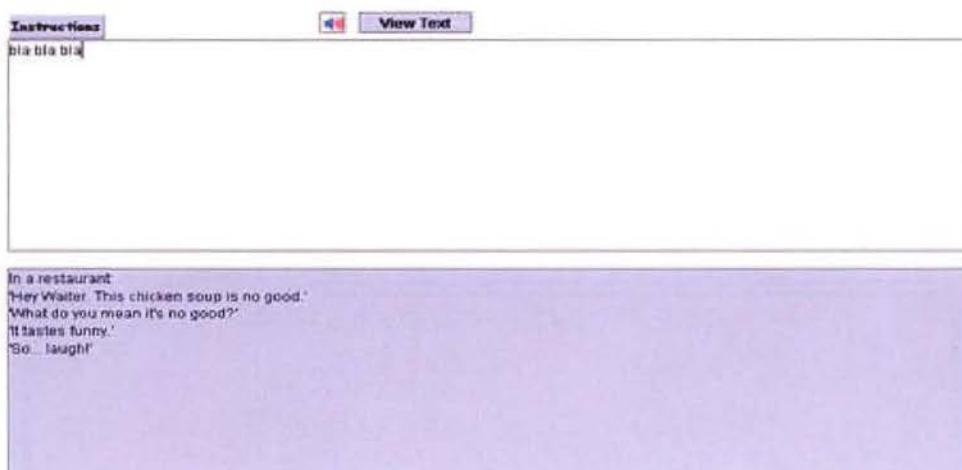 Instructions View Text
bla bla bla
In a restaurant
'Hey Waiter. This chicken soup is no good.'
'What do you mean it's no good?'
'It tastes funny.'
'So... laugh!'